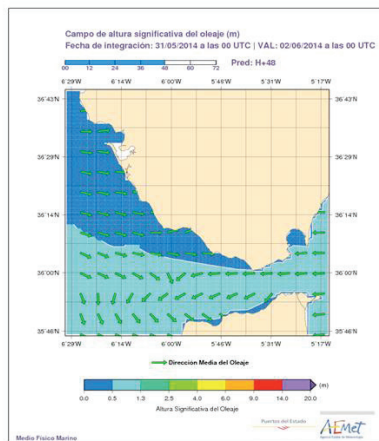 Campo de altura significativa del oleaje (m)
Fecha de integración: 31/05/2014 a las 00 UTC | VAL: 02/06/2014 a las 00 UTC
00 12 24 36 48 60 72 Pred: H+48
6°29'W 6°14'W 6°00'W 5°46'W 5°31'W 5°17'W
36°43'N 36°43'N
36°29'N 36°29'N
36°14'N 36°14'N
36°00'N 36°00'N
35°46'N 35°46'N
6°29'W 6°14'W 6°00'W 5°46'W 5°31'W 5°17'W
Dirección Media del Oleaje
(m)
0.0 0.5 1.3 2.5 4.0 6.0 9.0 14.0 20.0
Altura Significativa del Oleaje
Puertos del Estado
AEMet
Medio Físico Marino